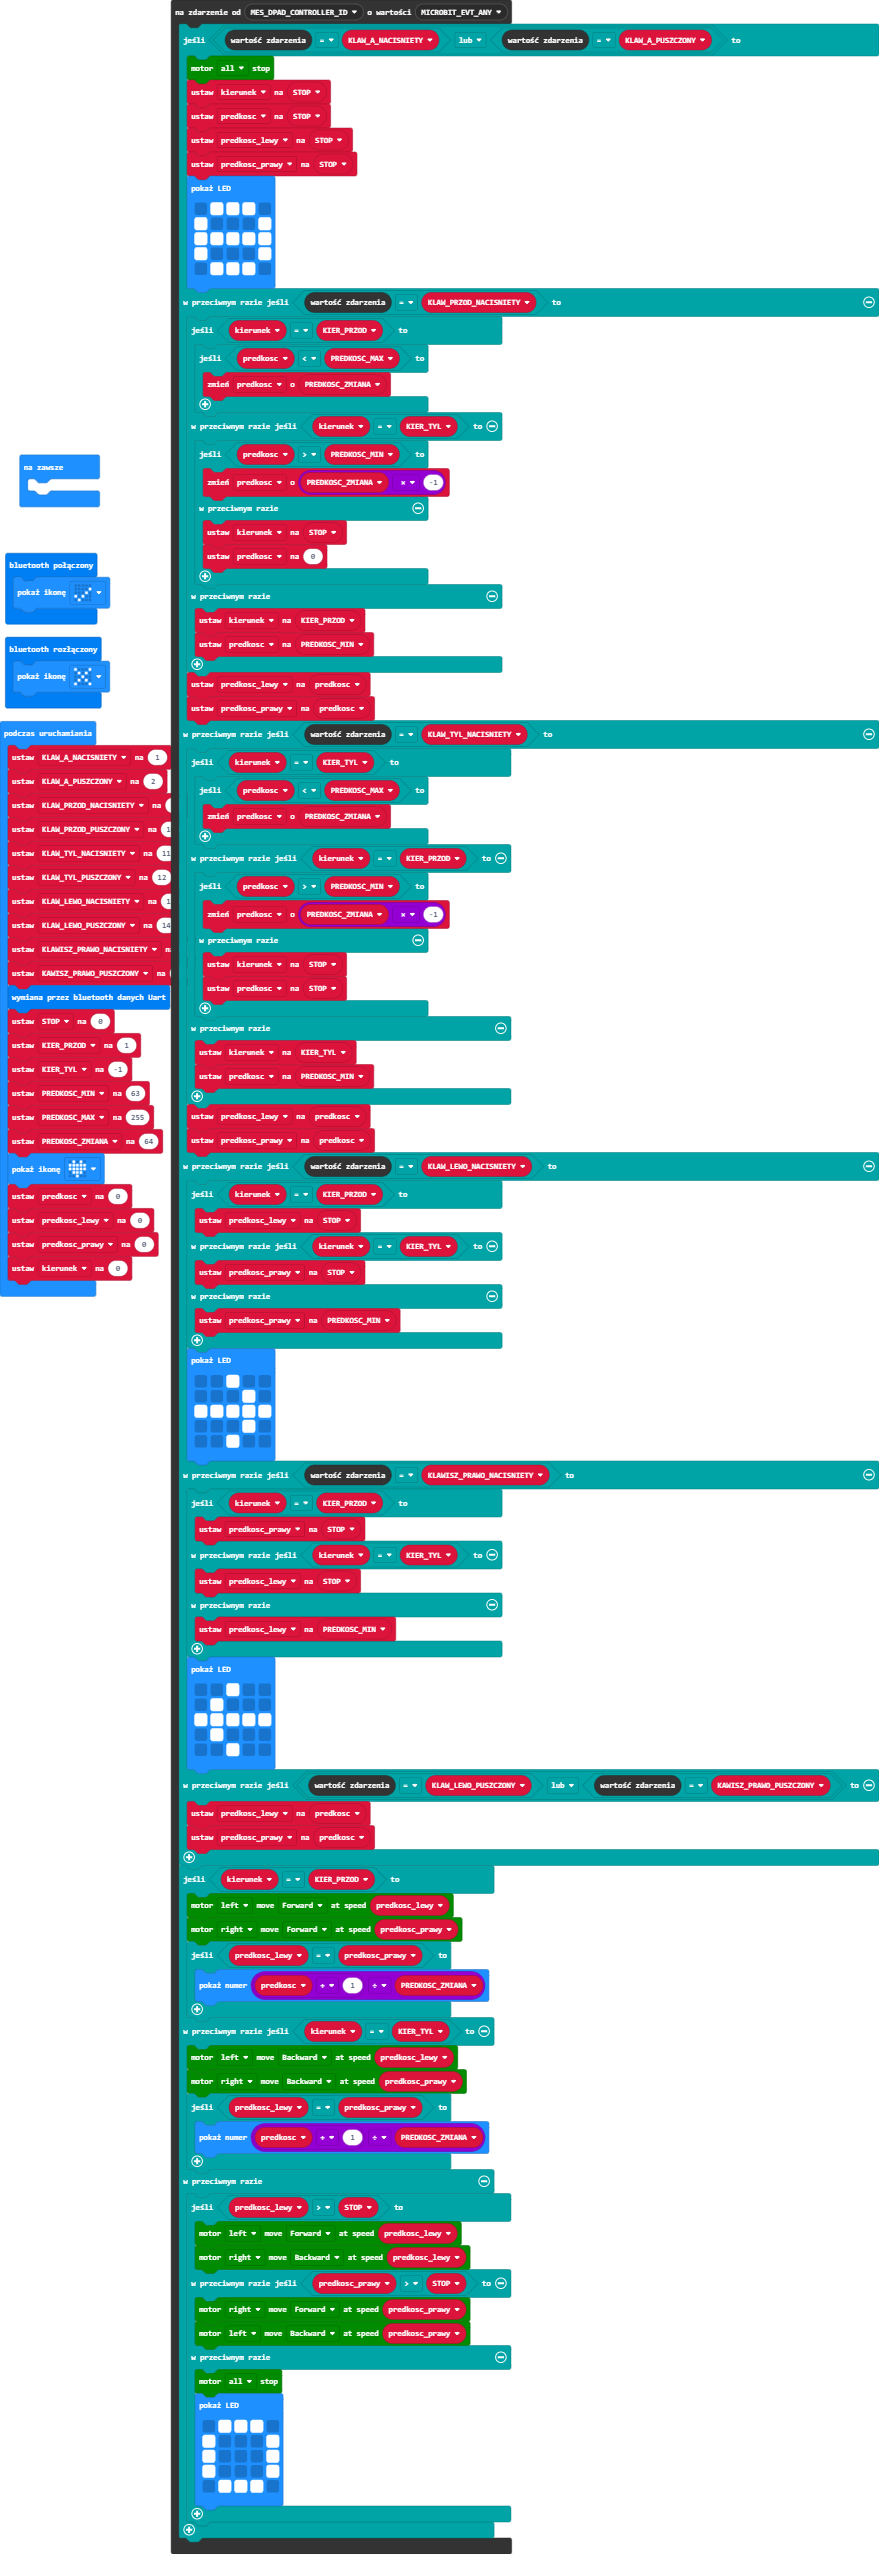 na zdarzenie od MES_DPAD_CONTROLLER_ID o wartości MICROBIT_EVT_ANY
jeśli wartość zdarzenia = KLAW_A_NACISNIETY lub wartość zdarzenia = KLAW_A_PUSZCZONY to
motor all stop
ustaw kierunek na STOP
ustaw predkosc na STOP
ustaw predkosc_lewy na STOP
ustaw predkosc_prawy na STOP
pokaż LED
w przeciwnym razie jeśli wartość zdarzenia = KLAW_PRZOD_NACISNIETY to
jeśli kierunek = KIER_PRZOD to
jeśli predkosc < PREDKOSC_MAX to
zmień predkosc o PREDKOSC_ZMIANA
w przeciwnym razie jeśli kierunek = KIER_TYL to
jeśli predkosc > PREDKOSC_MIN to
zmień predkosc o PREDKOSC_ZMIANA × -1
w przeciwnym razie
ustaw kierunek na STOP
ustaw predkosc na 0
w przeciwnym razie
ustaw kierunek na KIER_PRZOD
ustaw predkosc na PREDKOSC_MIN
ustaw predkosc_lewy na predkosc
ustaw predkosc_prawy na predkosc
w przeciwnym razie jeśli wartość zdarzenia = KLAW_TYL_NACISNIETY to
jeśli kierunek = KIER_TYL to
jeśli predkosc < PREDKOSC_MAX to
zmień predkosc o PREDKOSC_ZMIANA
w przeciwnym razie jeśli kierunek = KIER_PRZOD to
jeśli predkosc > PREDKOSC_MIN to
zmień predkosc o PREDKOSC_ZMIANA × -1
w przeciwnym razie
ustaw kierunek na STOP
ustaw predkosc na STOP
w przeciwnym razie
ustaw kierunek na KIER_TYL
ustaw predkosc na PREDKOSC_MIN
ustaw predkosc_lewy na predkosc
ustaw predkosc_prawy na predkosc
w przeciwnym razie jeśli wartość zdarzenia = KLAW_LEWO_NACISNIETY to
jeśli kierunek = KIER_PRZOD to
ustaw predkosc_lewy na STOP
w przeciwnym razie jeśli kierunek = KIER_TYL to
ustaw predkosc_prawy na STOP
w przeciwnym razie
ustaw predkosc_prawy na PREDKOSC_MIN
pokaż LED
w przeciwnym razie jeśli wartość zdarzenia = KLAWISZ_PRAWO_NACISNIETY to
jeśli kierunek = KIER_PRZOD to
ustaw predkosc_prawy na STOP
w przeciwnym razie jeśli kierunek = KIER_TYL to
ustaw predkosc_lewy na STOP
w przeciwnym razie
ustaw predkosc_lewy na PREDKOSC_MIN
pokaż LED
w przeciwnym razie jeśli wartość zdarzenia = KLAW_LEWO_PUSZCZONY lub wartość zdarzenia = KAWISZ_PRAWO_PUSZCZONY to
ustaw predkosc_lewy na predkosc
ustaw predkosc_prawy na predkosc
jeśli kierunek = KIER_PRZOD to
motor left move Forward at speed predkosc_lewy
motor right move Forward at speed predkosc_prawy
jeśli predkosc_lewy = predkosc_prawy to
pokaż numer predkosc + 1 ÷ PREDKOSC_ZMIANA
w przeciwnym razie jeśli kierunek = KIER_TYL to
motor left move Backward at speed predkosc_lewy
motor right move Backward at speed predkosc_prawy
jeśli predkosc_lewy = predkosc_prawy to
pokaż numer predkosc + 1 ÷ PREDKOSC_ZMIANA
w przeciwnym razie
jeśli predkosc_lewy > STOP to
motor left move Forward at speed predkosc_lewy
motor right move Backward at speed predkosc_lewy
w przeciwnym razie jeśli predkosc_prawy > STOP to
motor right move Forward at speed predkosc_prawy
motor left move Backward at speed predkosc_prawy
w przeciwnym razie
motor all stop
pokaż LED
na zawsze
bluetooth połączony
pokaż ikonę
bluetooth rozłączony
pokaż ikonę
podczas uruchamiania
ustaw KLAW_A_NACISNIETY na 1
ustaw KLAW_A_PUSZCZONY na 2
ustaw KLAW_PRZOD_NACISNIETY na
ustaw KLAW_PRZOD_PUSZCZONY na 1
ustaw KLAW_TYL_NACISNIETY na 11
ustaw KLAW_TYL_PUSZCZONY na 12
ustaw KLAW_LEWO_NACISNIETY na 1
ustaw KLAW_LEWO_PUSZCZONY na 14
ustaw KLAWISZ_PRAWO_NACISNIETY
ustaw KAWISZ_PRAWO_PUSZCZONY na
wymiana przez bluetooth danych Uart
ustaw STOP na 0
ustaw KIER_PRZOD na 1
ustaw KIER_TYL na -1
ustaw PREDKOSC_MIN na 63
ustaw PREDKOSC_MAX na 255
ustaw PREDKOSC_ZMIANA na 64
pokaż ikonę
ustaw predkosc na 0
ustaw predkosc_lewy na 0
ustaw predkosc_prawy na 0
ustaw kierunek na 0